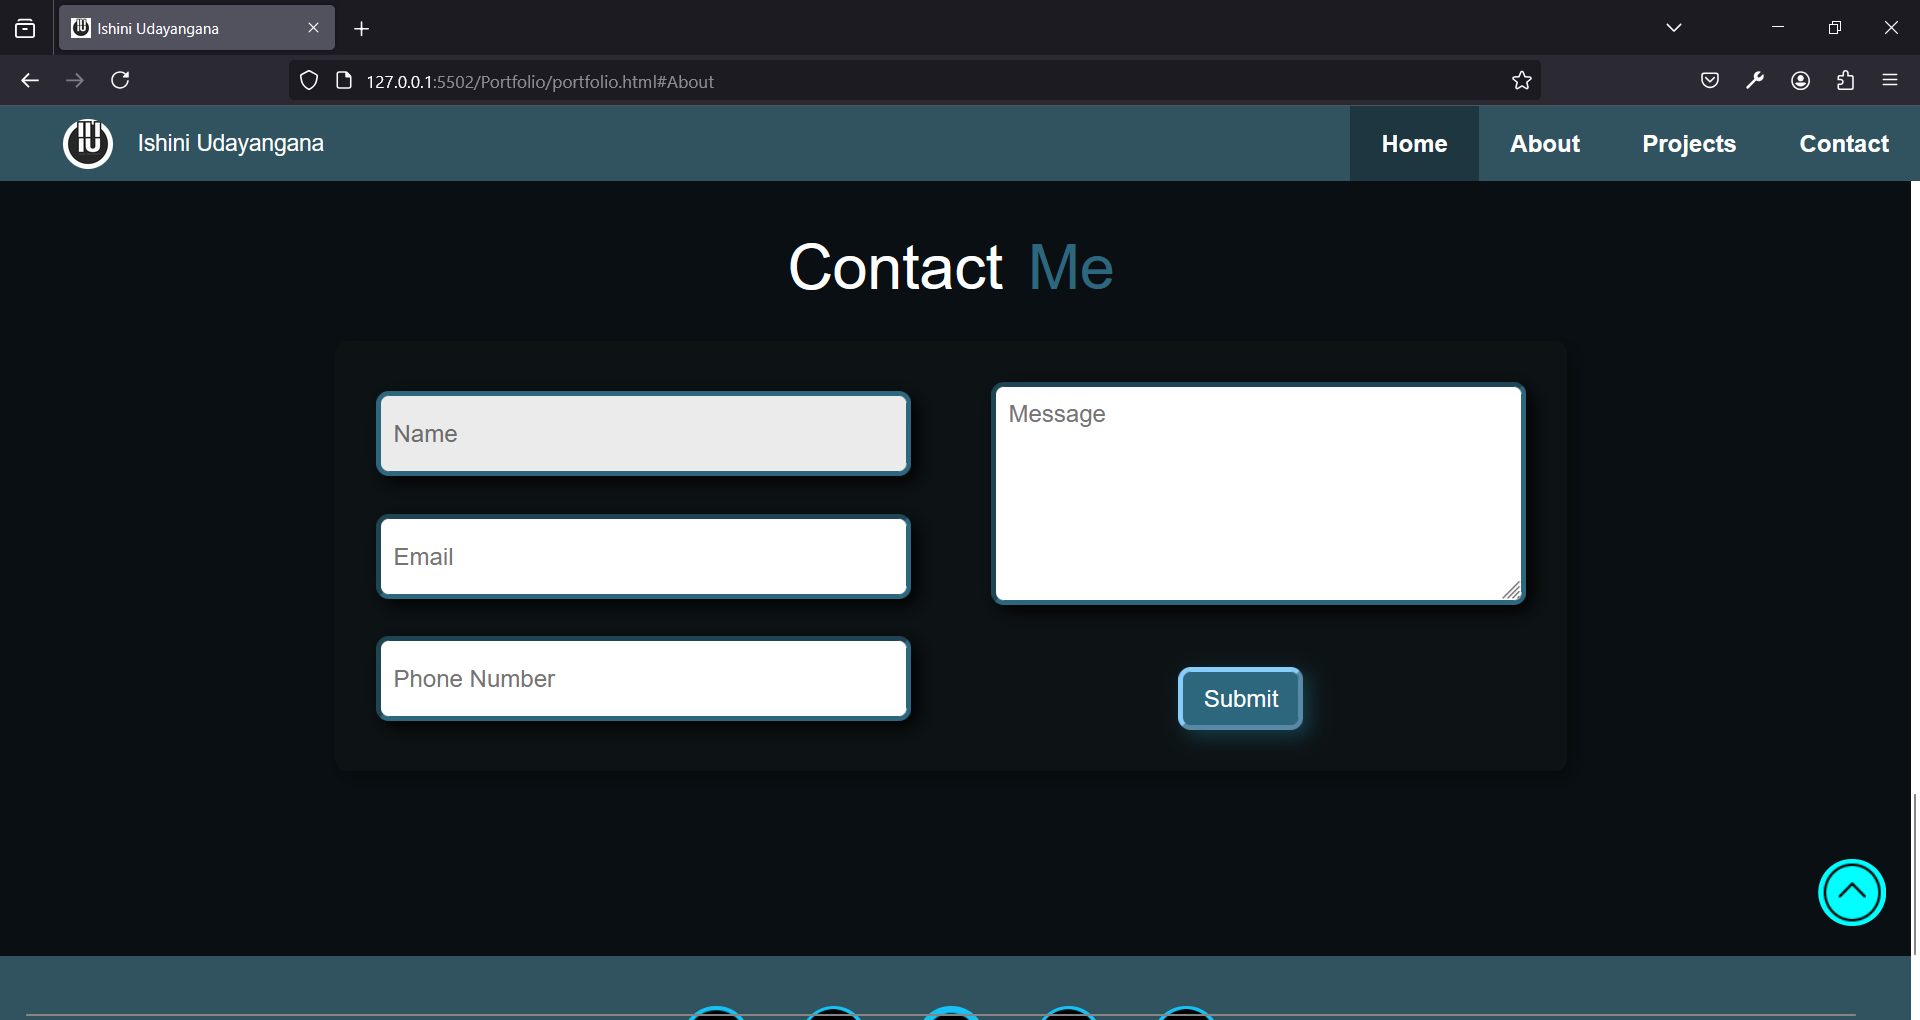 Ishini Udayangana
127.0.0.1:5502/Portfolio/portfolio.html#About
IU
Ishini Udayangana
Home
About
Projects
Contact
Contact Me
Name
Email
Phone Number
Message
Submit